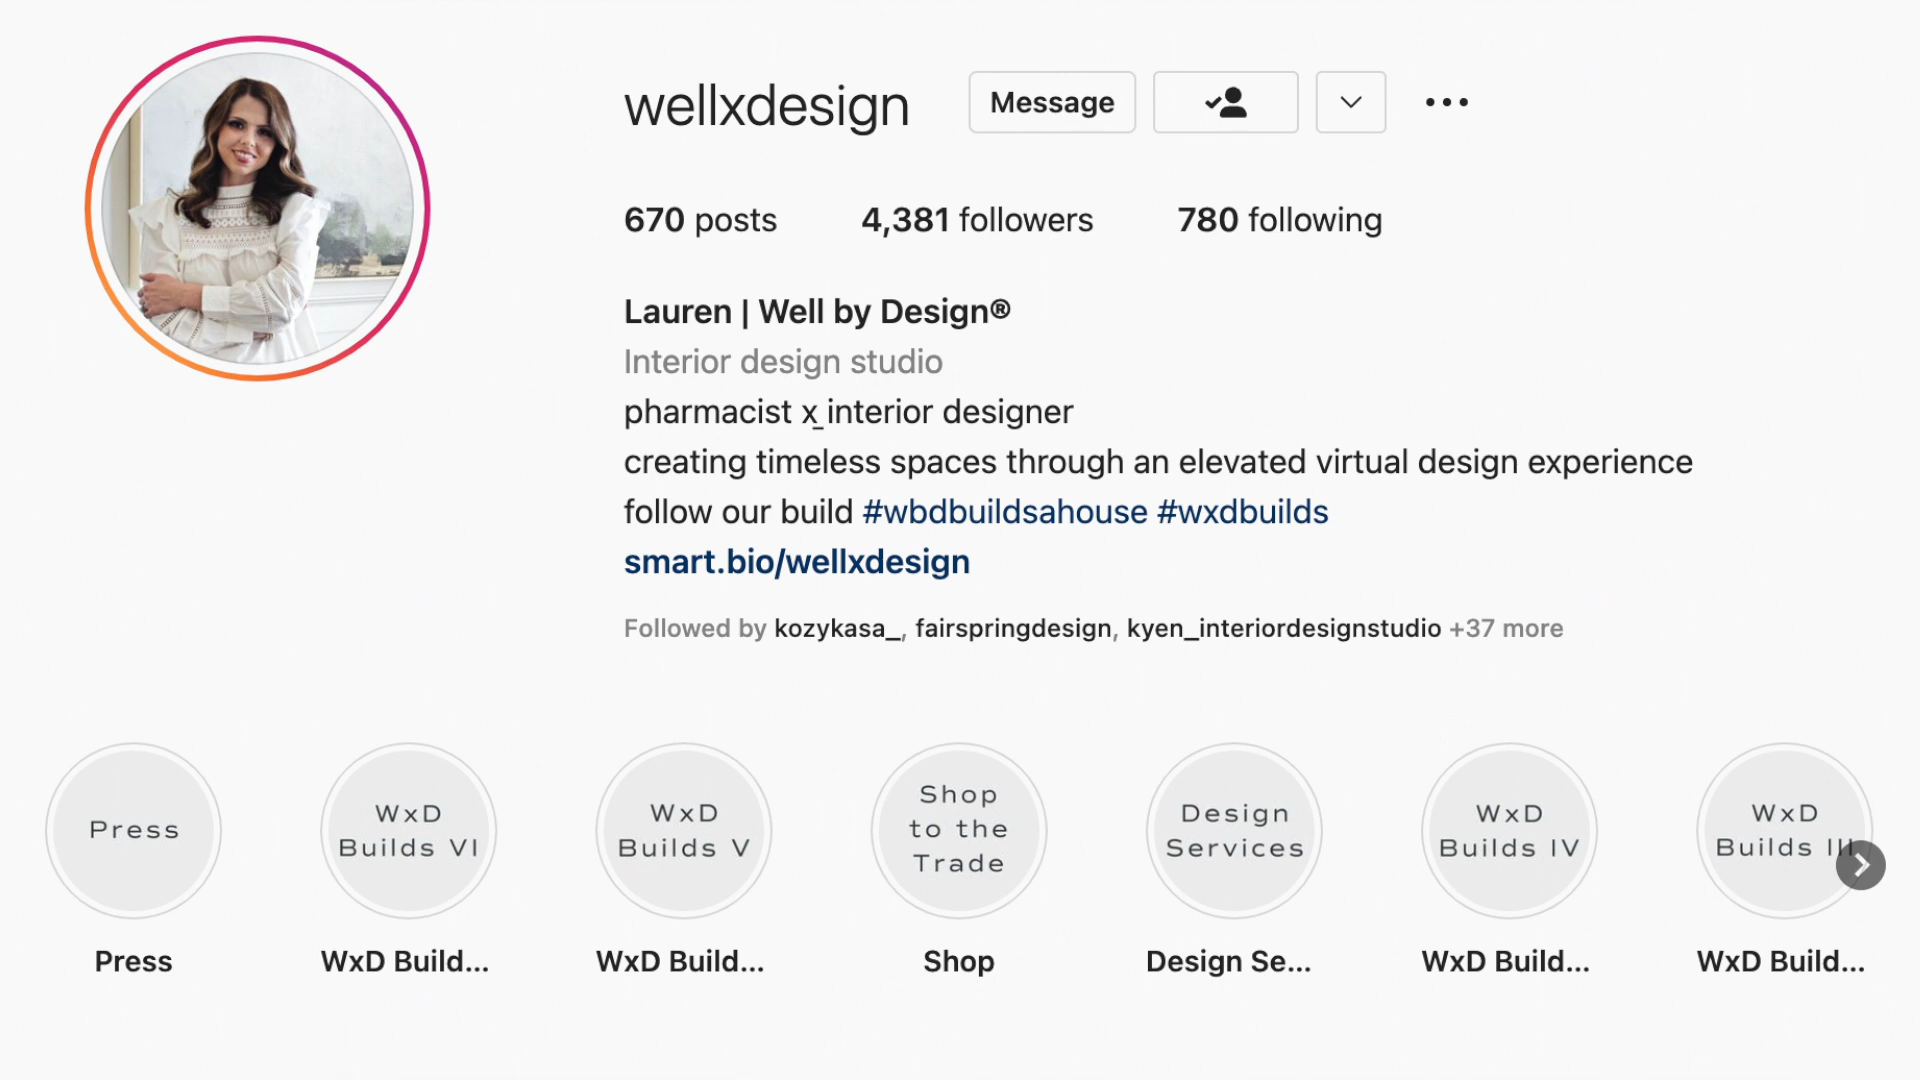 wellxdesign Message
670 posts 4,381 followers 780 following
Lauren | Well by Design®
Interior design studio
pharmacist x̱ interior designer
creating timeless spaces through an elevated virtual design experience
follow our build #wbdbuildsahouse #wxdbuilds
smart.bio/wellxdesign
Followed by kozykasa_, fairspringdesign, kyen_interiordesignstudio +37 more
Press
WxD
Builds VI
WxD
Builds V
Shop
to the
Trade
Design
Services
WxD
Builds IV
WxD
Builds III
Press WxD Build... WxD Build... Shop Design Se... WxD Build... WxD Build...